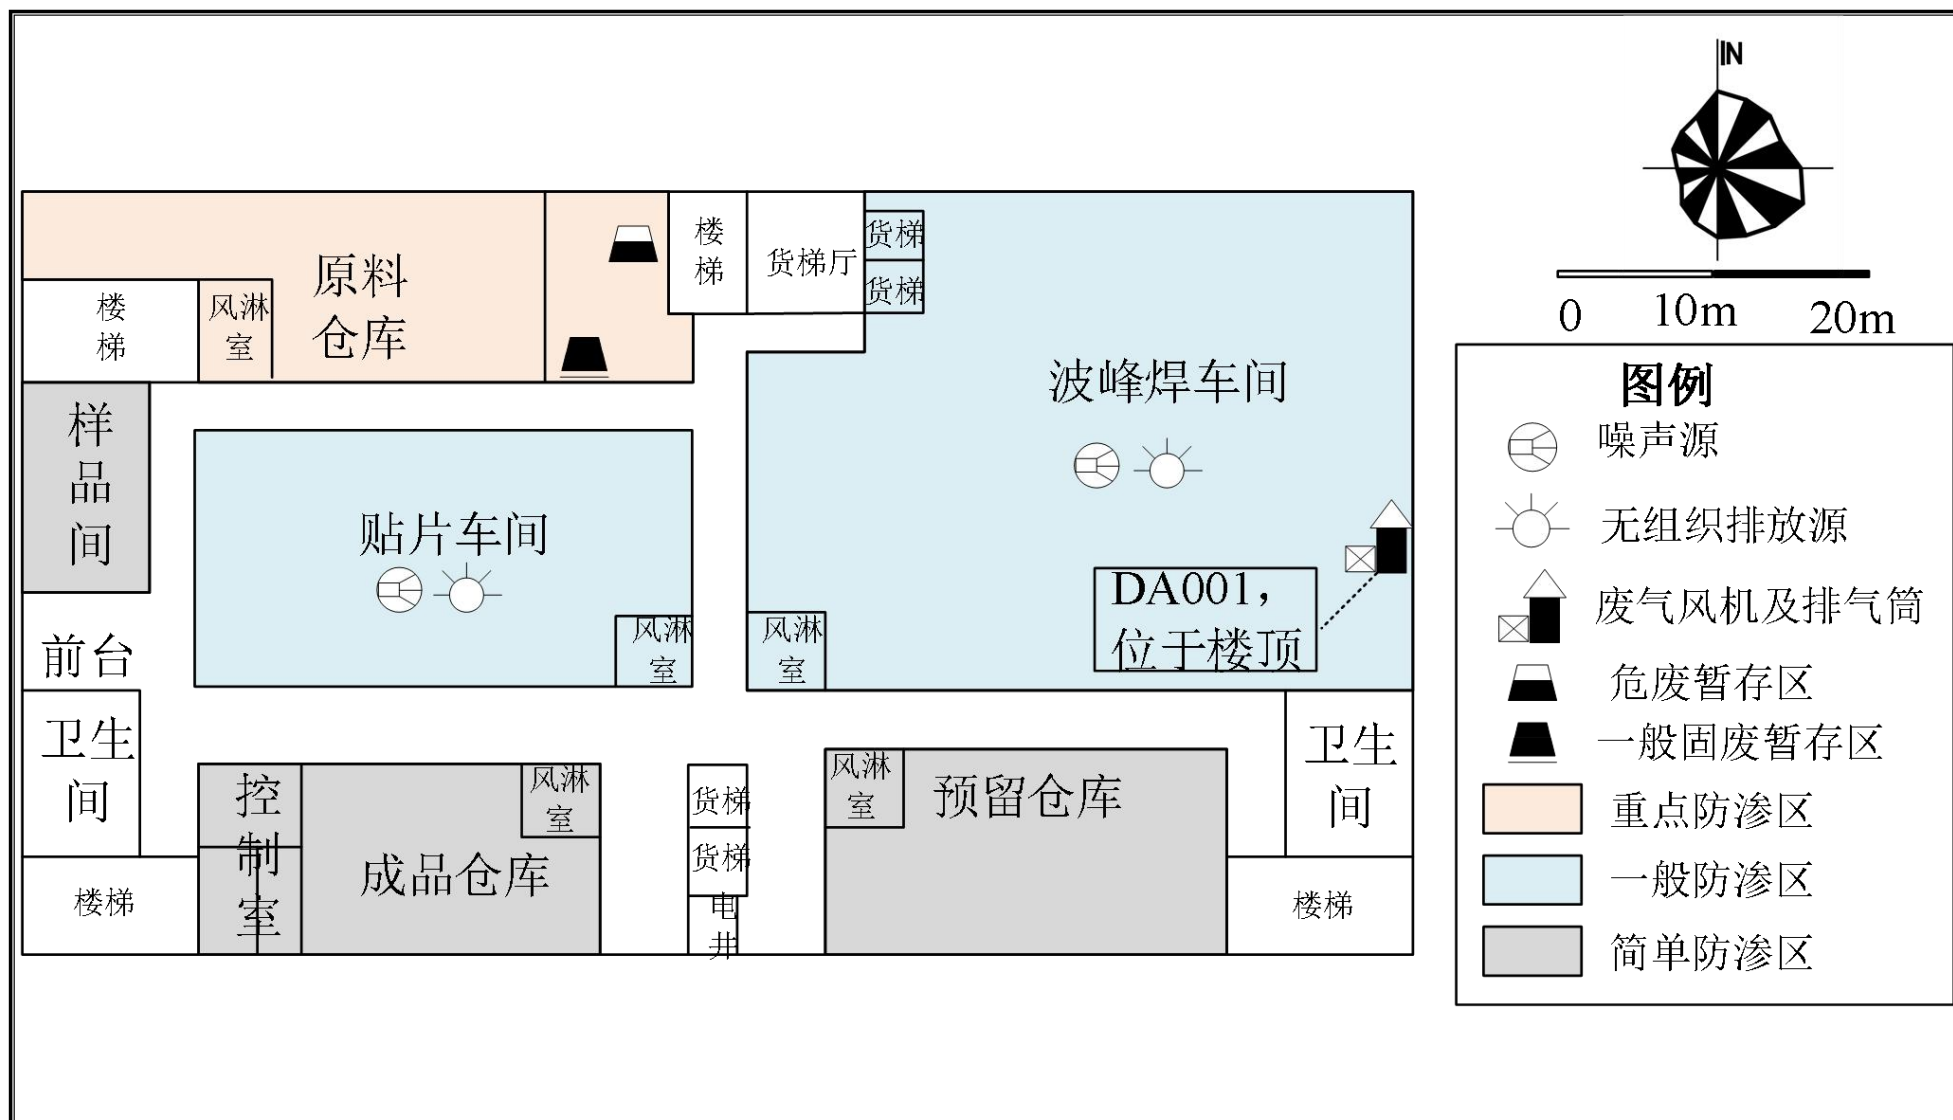 N
0
10m
20m
楼
梯
货梯厅
货梯
货梯
原料
仓库
楼
梯
风淋
室
波峰焊车间
样
品
间
贴片车间
风淋
室
风淋
室
DA001，
位于楼顶
前台
卫生
间
卫生
间
控
制
室
风淋
室
成品仓库
货梯
货梯
电
井
风淋
室
预留仓库
楼梯
楼梯
图例
噪声源
无组织排放源
废气风机及排气筒
危废暂存区
一般固废暂存区
重点防渗区
一般防渗区
简单防渗区